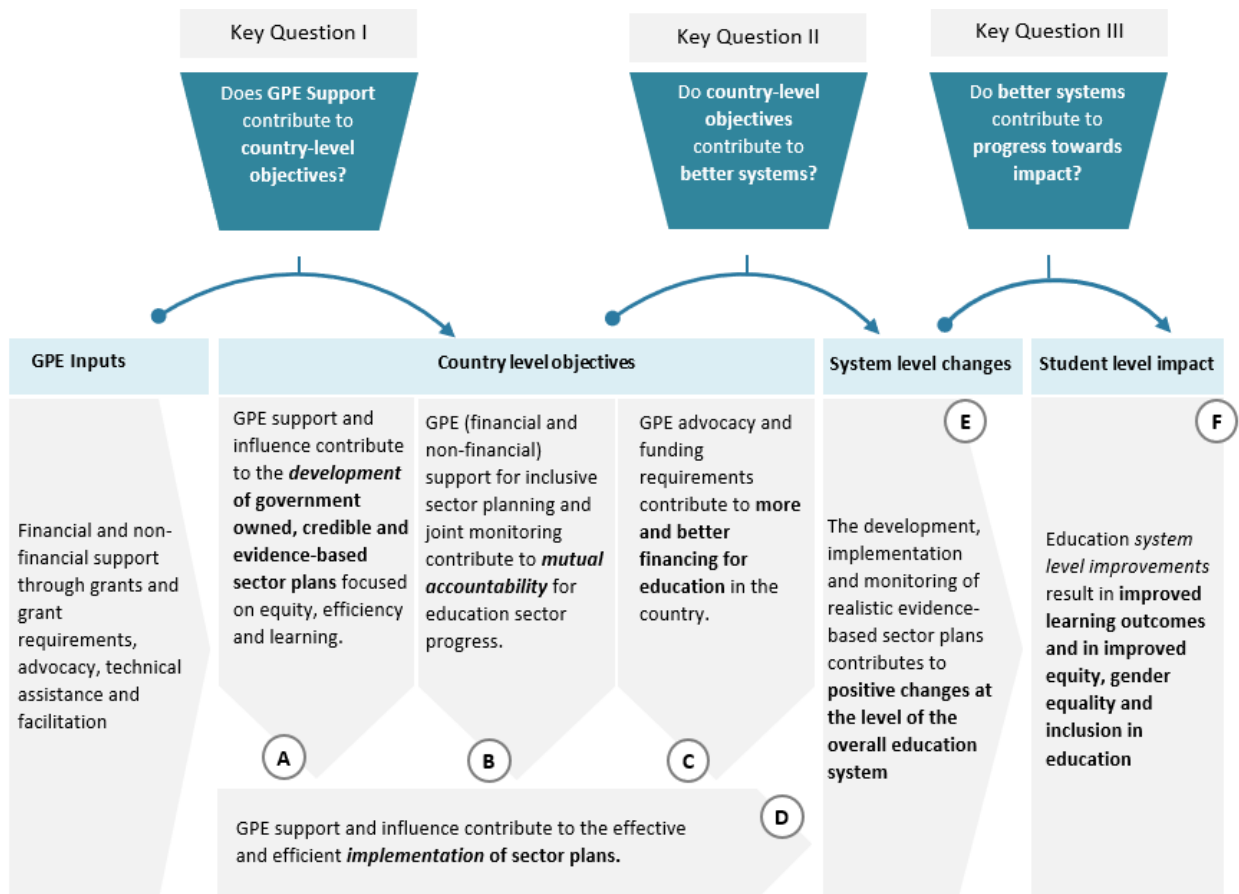 Key Question I
Key Question II
Key Question III
Does GPE Support
contribute to
country-level
objectives?
Do country-level
objectives
contribute to
better systems?
Do better systems
contribute to
progress towards
impact?
GPE Inputs
Country level objectives
System level changes
Student level impact
Financial and non-
financial support
through grants and
grant
requirements,
advocacy, technical
assistance and
facilitation
GPE support and
influence contribute
to the development
of government
owned, credible and
evidence-based
sector plans focused
on equity, efficiency
and learning.
A
GPE (financial and
non-financial)
support for inclusive
sector planning and
joint monitoring
contribute to mutual
accountability for
education sector
progress.
B
GPE advocacy and
funding
requirements
contribute to more
and better
financing for
education in the
country.
C
GPE support and influence contribute to the effective
and efficient implementation of sector plans.
D
E
The development,
implementation
and monitoring of
realistic evidence-
based sector plans
contributes to
positive changes at
the level of the
overall education
system
F
Education system
level improvements
result in improved
learning outcomes
and in improved
equity, gender
equality and
inclusion in
education